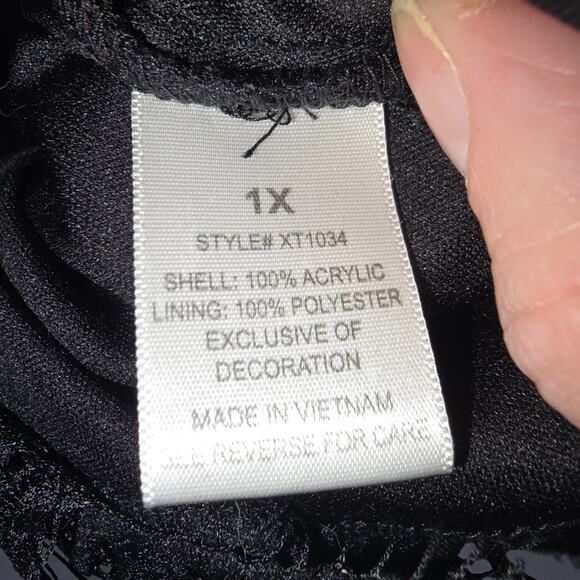 1X
STYLE# XT1034
SHELL: 100% ACRYLIC
LINING: 100% POLYESTER
EXCLUSIVE OF
DECORATION
MADE IN VIETNAM
SEE REVERSE FOR CARE